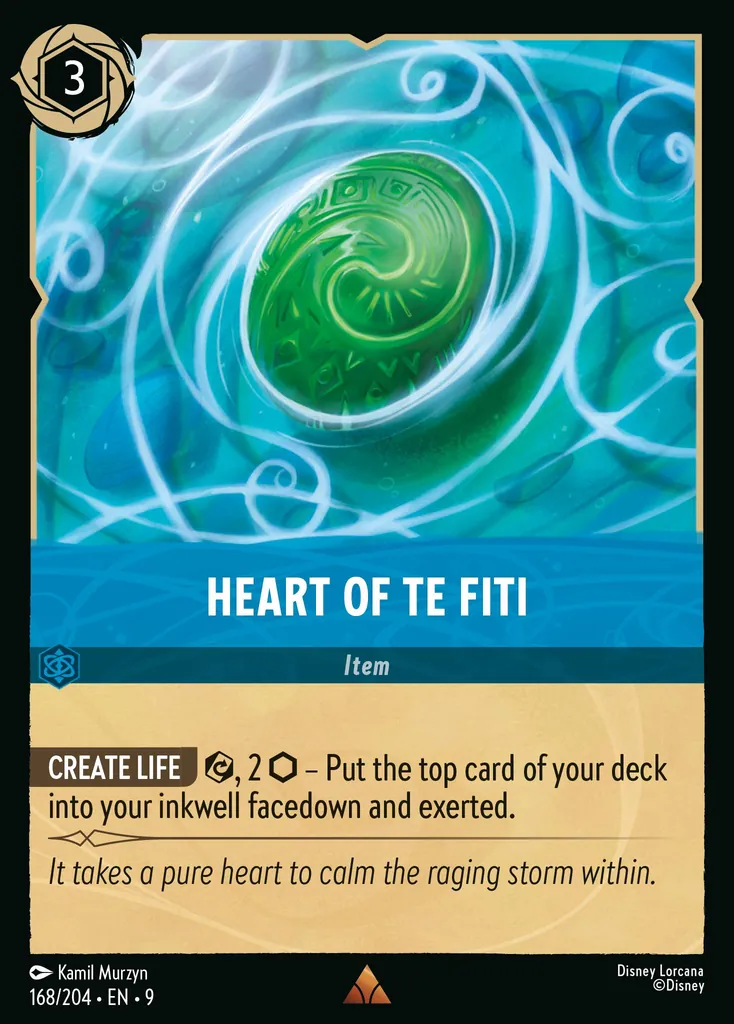 3
HEART OF TE FITI
Item
CREATE LIFE , 2 – Put the top card of your deck
into your inkwell facedown and exerted.
It takes a pure heart to calm the raging storm within.
Kamil Murzyn
168/204 • EN • 9
Disney Lorcana
©Disney